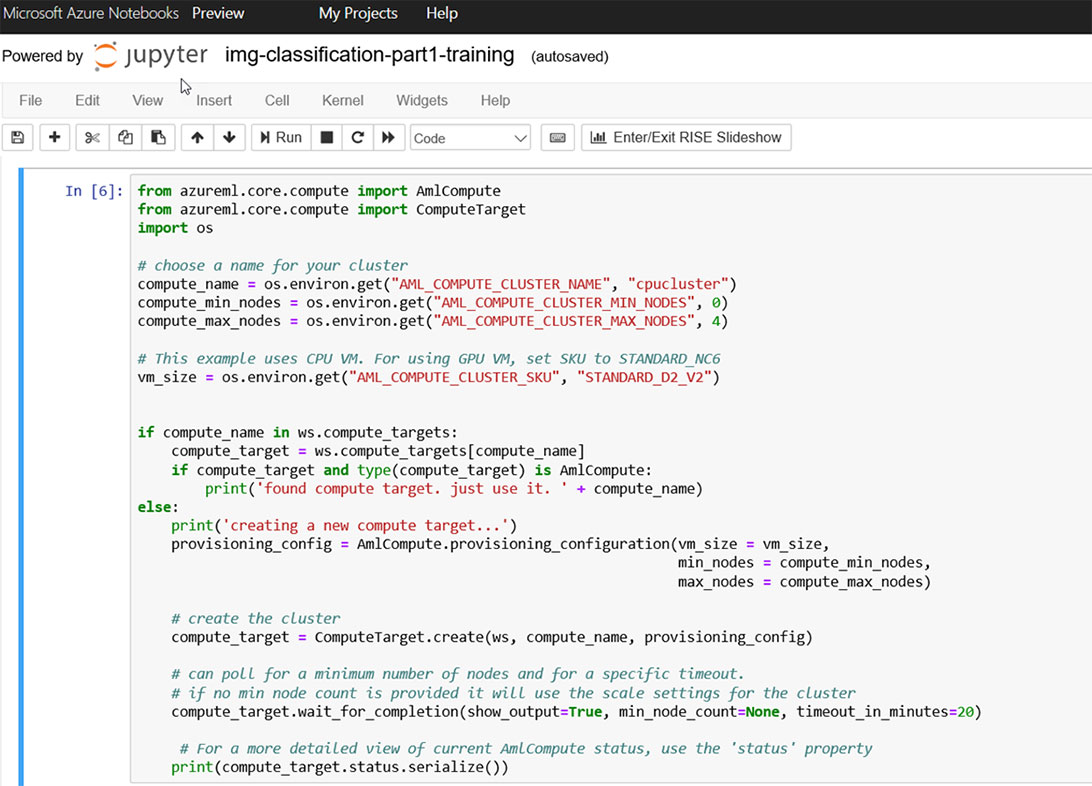 Microsoft Azure Notebooks Preview My Projects Help
Powered by jupyter img-classification-part1-training (autosaved)
File Edit View Insert Cell Kernel Widgets Help
Run Code Enter/Exit RISE Slideshow
In [6]: from azureml.core.compute import AmlCompute
from azureml.core.compute import ComputeTarget
import os
# choose a name for your cluster
compute_name = os.environ.get("AML_COMPUTE_CLUSTER_NAME", "cpucluster")
compute_min_nodes = os.environ.get("AML_COMPUTE_CLUSTER_MIN_NODES", 0)
compute_max_nodes = os.environ.get("AML_COMPUTE_CLUSTER_MAX_NODES", 4)
# This example uses CPU VM. For using GPU VM, set SKU to STANDARD_NC6
vm_size = os.environ.get("AML_COMPUTE_CLUSTER_SKU", "STANDARD_D2_V2")
if compute_name in ws.compute_targets:
    compute_target = ws.compute_targets[compute_name]
    if compute_target and type(compute_target) is AmlCompute:
        print('found compute target. just use it. ' + compute_name)
else:
    print('creating a new compute target...')
    provisioning_config = AmlCompute.provisioning_configuration(vm_size = vm_size,
                                                                min_nodes = compute_min_nodes,
                                                                max_nodes = compute_max_nodes)
    # create the cluster
    compute_target = ComputeTarget.create(ws, compute_name, provisioning_config)
    # can poll for a minimum number of nodes and for a specific timeout.
    # if no min node count is provided it will use the scale settings for the cluster
    compute_target.wait_for_completion(show_output=True, min_node_count=None, timeout_in_minutes=20)
     # For a more detailed view of current AmlCompute status, use the 'status' property
    print(compute_target.status.serialize())